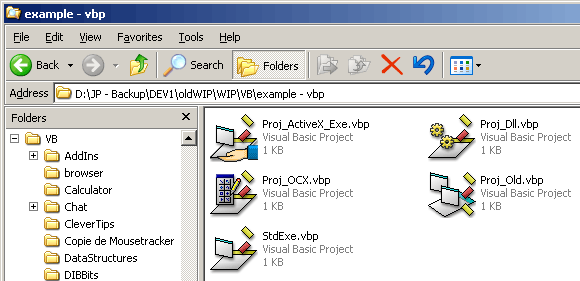 example - vbp
File Edit View Favorites Tools Help
Back Search Folders
Address D:\JP - Backup\DEV1\oldWIP\WIP\VB\example - vbp
Folders
VB
AddIns
browser
Calculator
Chat
CleverTips
Copie de Mousetracker
DataStructures
DIBBits
Proj_ActiveX_Exe.vbp
Visual Basic Project
1 KB
Proj_Dll.vbp
Visual Basic Project
1 KB
Proj_OCX.vbp
Visual Basic Project
1 KB
Proj_Old.vbp
Visual Basic Project
1 KB
StdExe.vbp
Visual Basic Project
1 KB